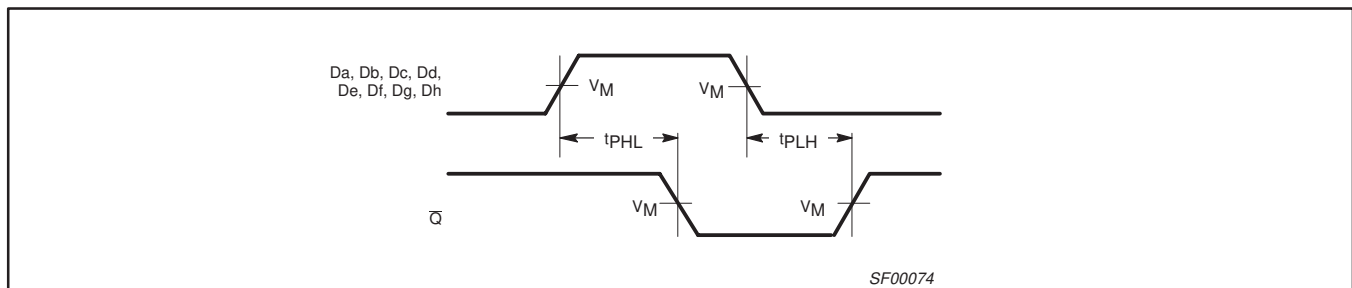 Da, Db, Dc, Dd,
De, Df, Dg, Dh
VM
VM
tPHL
tPLH
VM
VM
Q̅
SF00074